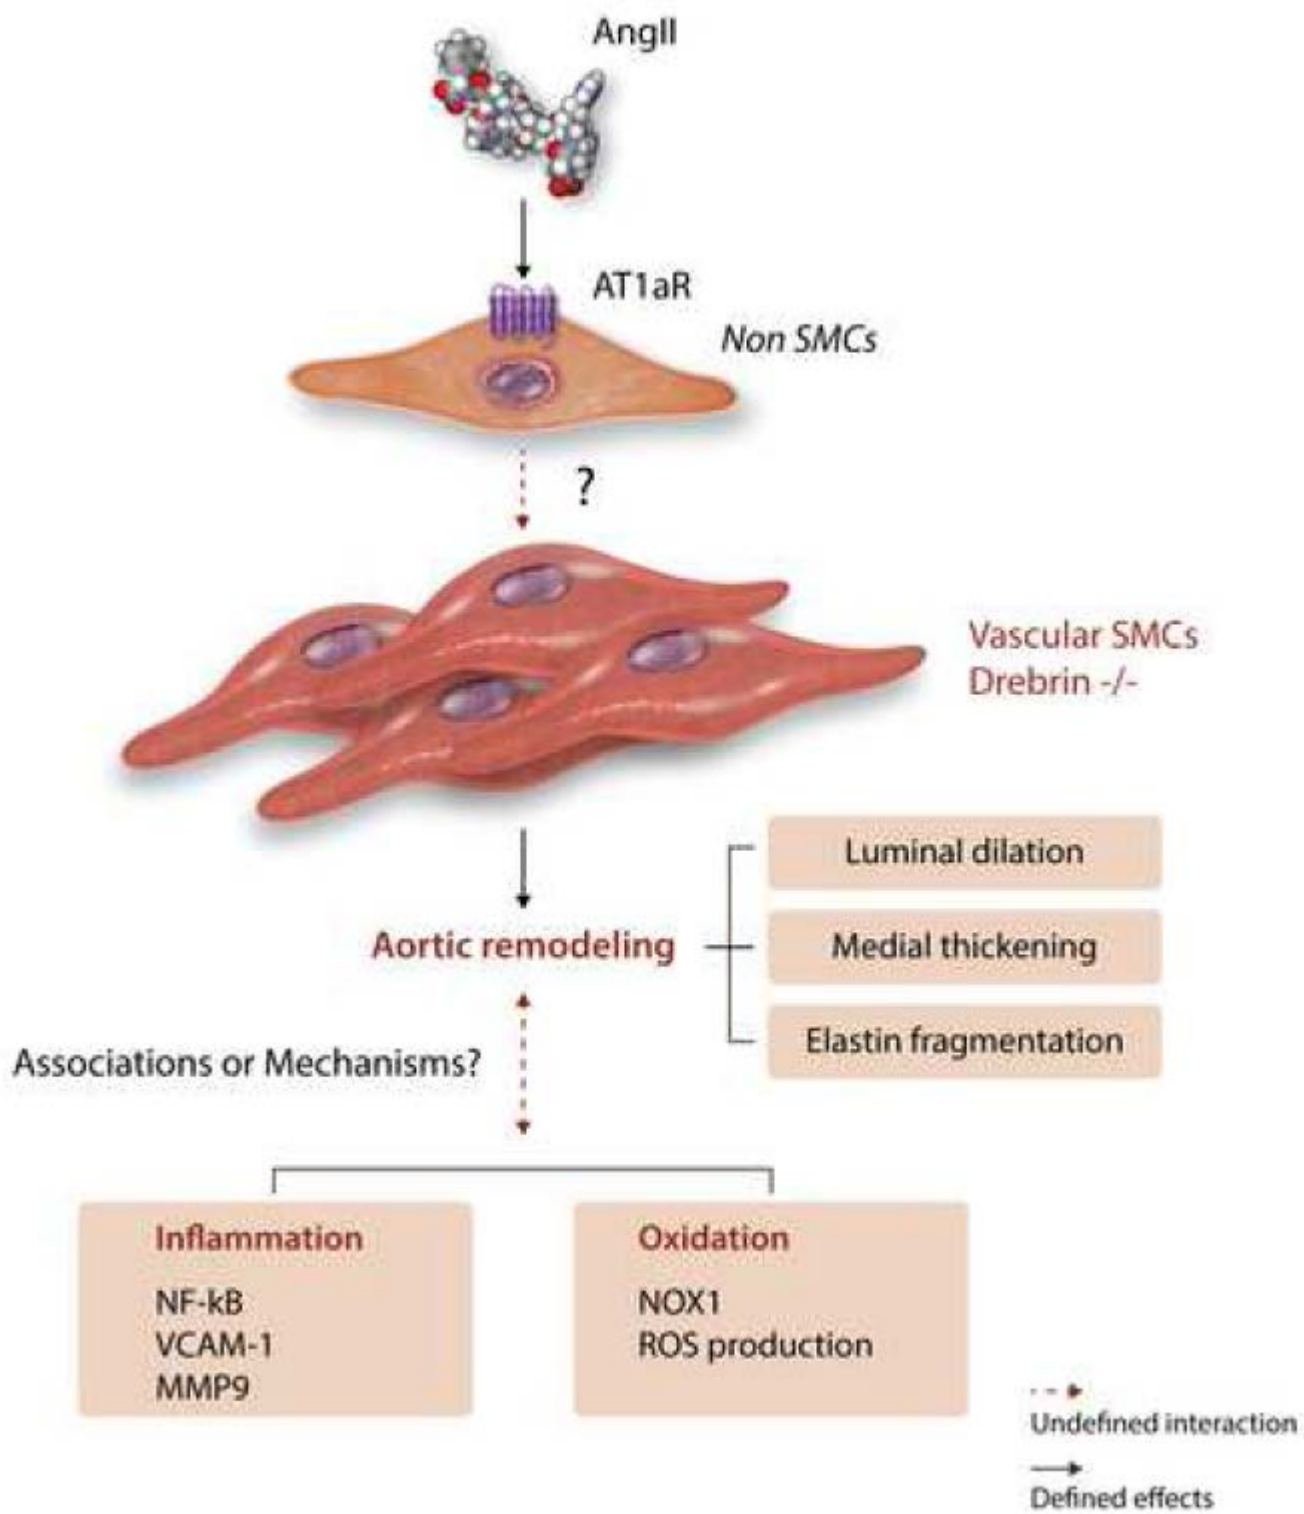 AngII
AT1aR
Non SMCs
?
Vascular SMCs
Drebrin -/-
Luminal dilation
Aortic remodeling
Medial thickening
Elastin fragmentation
Associations or Mechanisms?
Inflammation
NF-kB
VCAM-1
MMP9
Oxidation
NOX1
ROS production
Undefined interaction
Defined effects